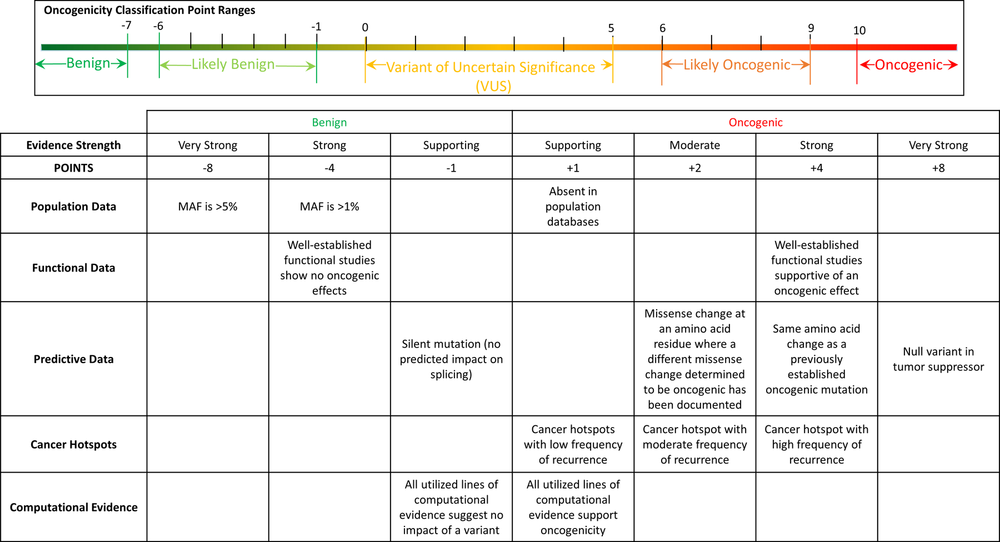 Oncogenicity Classification Point Ranges
-7 -6 -1 0 5 6 9 10
Benign Likely Benign Variant of Uncertain Significance Likely Oncogenic Oncogenic
(VUS)
Benign Oncogenic
Evidence Strength Very Strong Strong Supporting Supporting Moderate Strong Very Strong
POINTS -8 -4 -1 +1 +2 +4 +8
Population Data
MAF is >5%
MAF is >1%
Absent in
population
databases
Functional Data
Well-established
functional studies
show no oncogenic
effects
Well-established
functional studies
supportive of an
oncogenic effect
Predictive Data
Silent mutation (no
predicted impact on
splicing)
Missense change at
an amino acid
residue where a
different missense
change determined
to be oncogenic has
been documented
Same amino acid
change as a
previously
established
oncogenic mutation
Null variant in
tumor suppressor
Cancer Hotspots
Cancer hotspots
with low frequency
of recurrence
Cancer hotspot with
moderate frequency
of recurrence
Cancer hotspot with
high frequency of
recurrence
Computational Evidence
All utilized lines of
computational
evidence suggest no
impact of a variant
All utilized lines of
computational
evidence support
oncogenicity